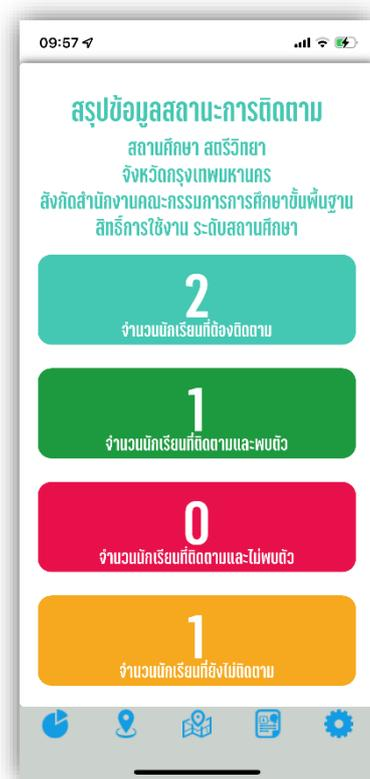 09:57
สรุปข้อมูลสถานะการติดตาม
สถานศึกษา สตรีวิทยา
จังหวัดกรุงเทพมหานคร
สังกัดสำนักงานคณะกรรมการการศึกษาขั้นพื้นฐาน
สิทธิ์การใช้งาน ระดับสถานศึกษา
2
จำนวนนักเรียนที่ต้องติดตาม
1
จำนวนนักเรียนที่ติดตามและพบตัว
0
จำนวนนักเรียนที่ติดตามและไม่พบตัว
1
จำนวนนักเรียนที่ยังไม่ติดตาม